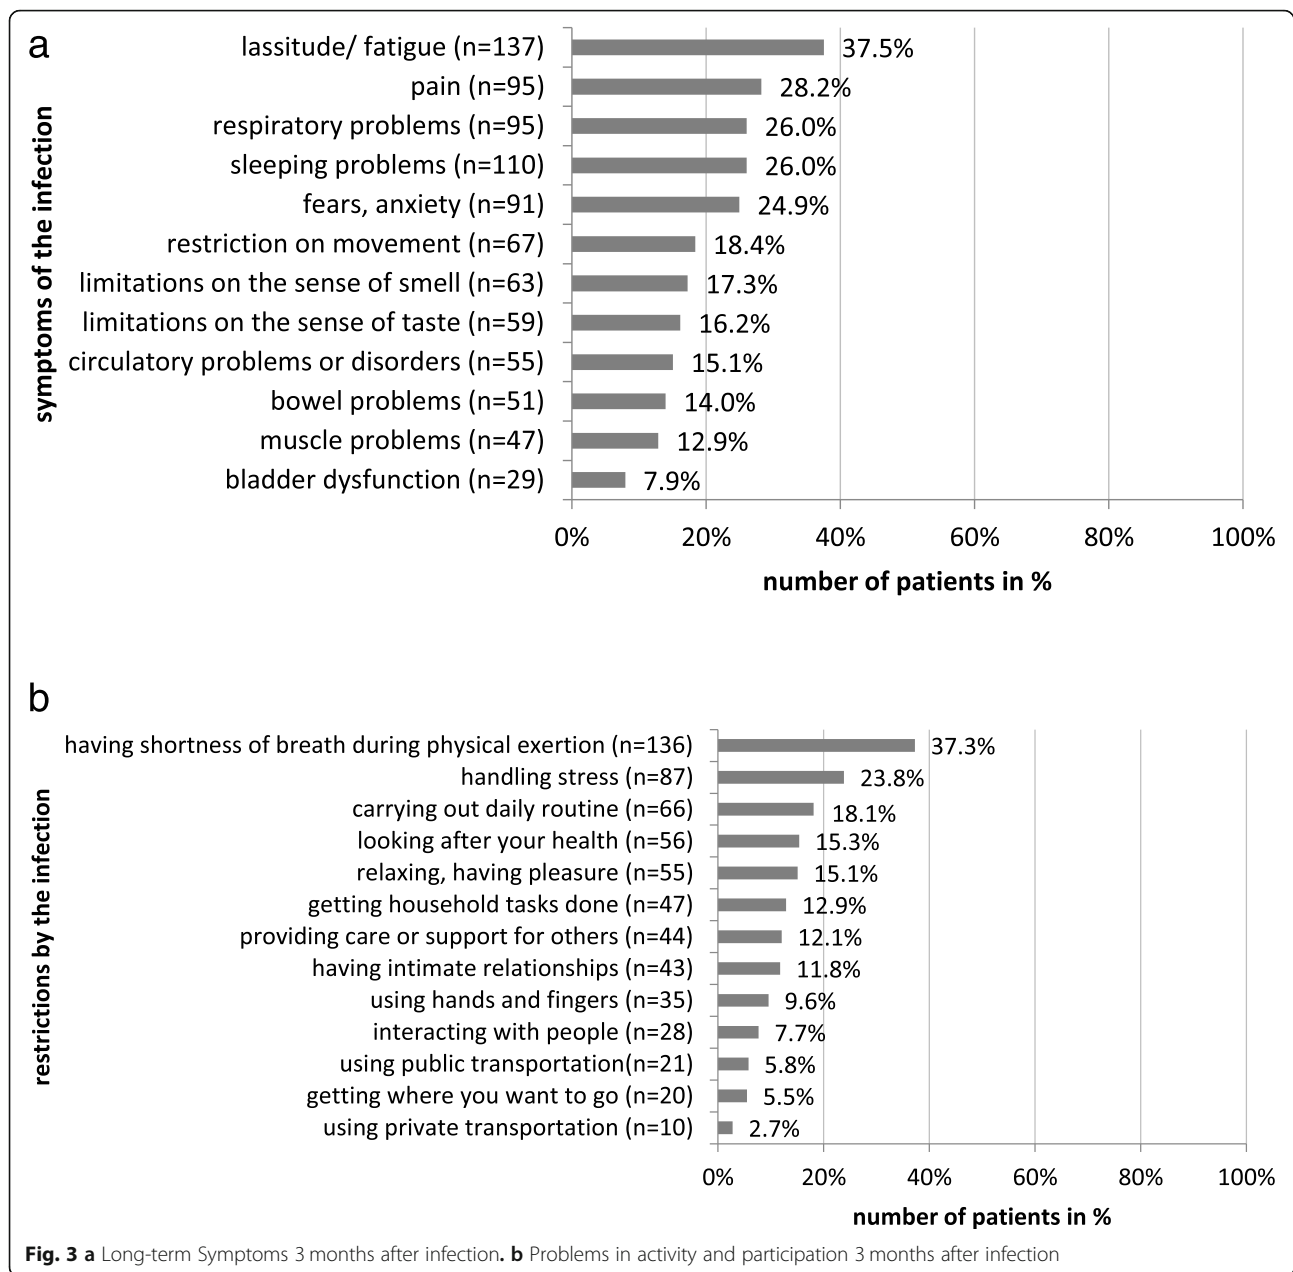 a
symptoms of the infection
lassitude/ fatigue (n=137) 37.5%
pain (n=95) 28.2%
respiratory problems (n=95) 26.0%
sleeping problems (n=110) 26.0%
fears, anxiety (n=91) 24.9%
restriction on movement (n=67) 18.4%
limitations on the sense of smell (n=63) 17.3%
limitations on the sense of taste (n=59) 16.2%
circulatory problems or disorders (n=55) 15.1%
bowel problems (n=51) 14.0%
muscle problems (n=47) 12.9%
bladder dysfunction (n=29) 7.9%
0% 20% 40% 60% 80% 100%
number of patients in %
b
restrictions by the infection
having shortness of breath during physical exertion (n=136) 37.3%
handling stress (n=87) 23.8%
carrying out daily routine (n=66) 18.1%
looking after your health (n=56) 15.3%
relaxing, having pleasure (n=55) 15.1%
getting household tasks done (n=47) 12.9%
providing care or support for others (n=44) 12.1%
having intimate relationships (n=43) 11.8%
using hands and fingers (n=35) 9.6%
interacting with people (n=28) 7.7%
using public transportation(n=21) 5.8%
getting where you want to go (n=20) 5.5%
using private transportation (n=10) 2.7%
0% 20% 40% 60% 80% 100%
number of patients in %
Fig. 3 a Long-term Symptoms 3 months after infection. b Problems in activity and participation 3 months after infection